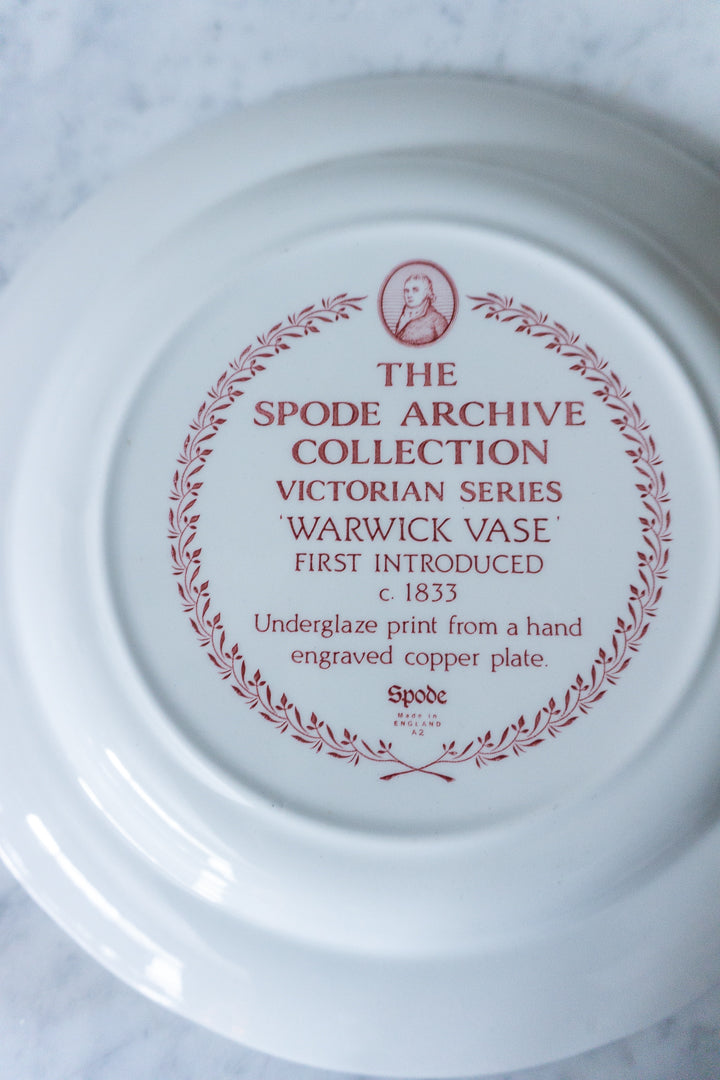 THE
SPODE ARCHIVE
COLLECTION
VICTORIAN SERIES
'WARWICK VASE'
FIRST INTRODUCED
c. 1833
Underglaze print from a hand
engraved copper plate.
Spode
Made in
ENGLAND
A2